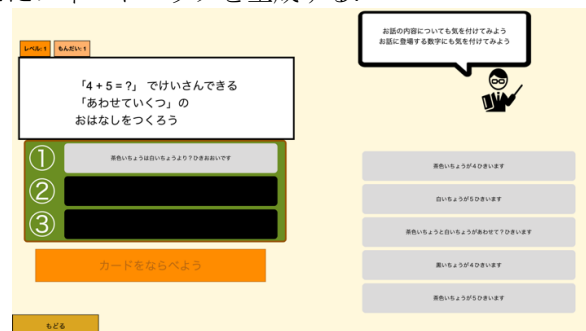 を生成する.
レベル: 1
もんだい: 1
「4 + 5 = ?」 でけいさんできる
「あわせていくつ」の
おはなしをつくろう
① 茶色いちょうは白いちょうより？ひきおおいです
②
③
カードをならべよう
もどる
お話の内容についても気を付けてみよう
お話に登場する数字にも気を付けてみよう
茶色いちょうが４ひきいます
白いちょうが５ひきいます
茶色いちょうと白いちょうがあわせて？ひきいます
黒いちょうが４ひきいます
茶色いちょうが５ひきいます